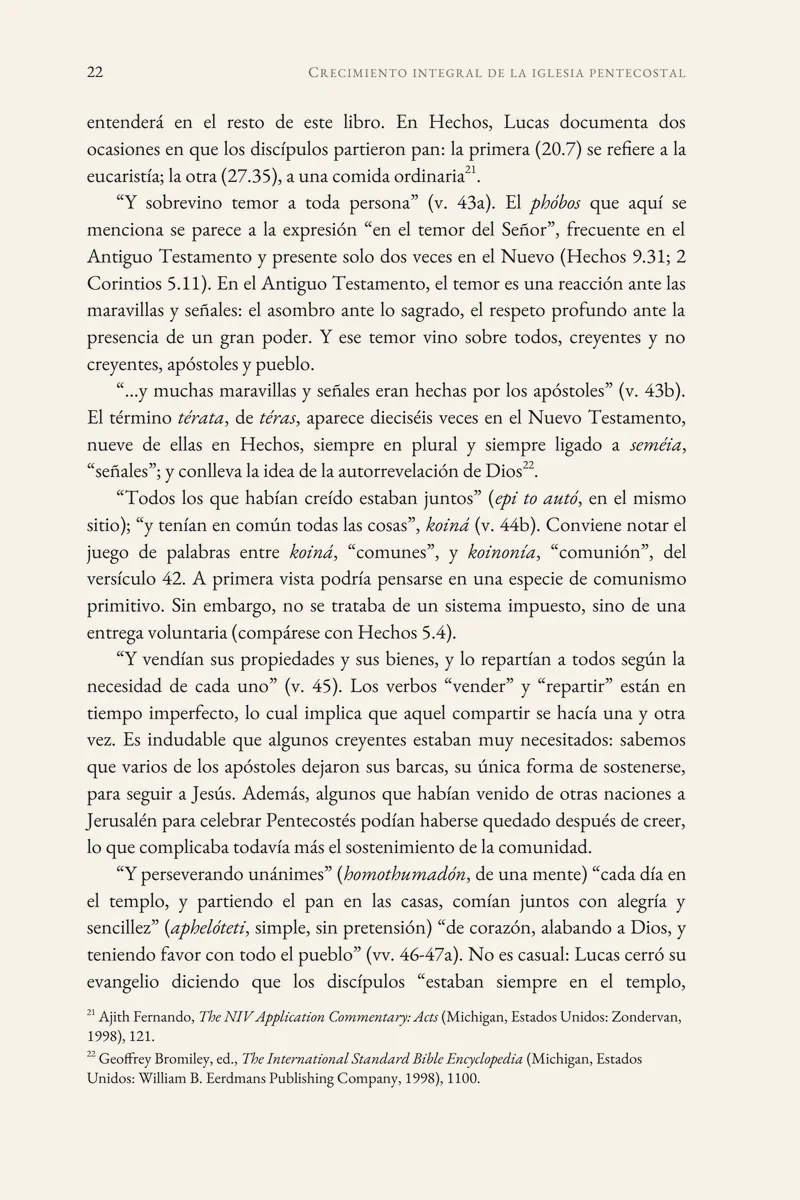 22 CRECIMIENTO INTEGRAL DE LA IGLESIA PENTECOSTAL
entenderá en el resto de este libro. En Hechos, Lucas documenta dos
ocasiones en que los discípulos partieron pan: la primera (20.7) se refiere a la
eucaristía; la otra (27.35), a una comida ordinaria²¹.
“Y sobrevino temor a toda persona” (v. 43a). El phóbos que aquí se
menciona se parece a la expresión “en el temor del Señor”, frecuente en el
Antiguo Testamento y presente solo dos veces en el Nuevo (Hechos 9.31; 2
Corintios 5.11). En el Antiguo Testamento, el temor es una reacción ante las
maravillas y señales: el asombro ante lo sagrado, el respeto profundo ante la
presencia de un gran poder. Y ese temor vino sobre todos, creyentes y no
creyentes, apóstoles y pueblo.
“...y muchas maravillas y señales eran hechas por los apóstoles” (v. 43b).
El término térata, de téras, aparece dieciséis veces en el Nuevo Testamento,
nueve de ellas en Hechos, siempre en plural y siempre ligado a seméia,
“señales”; y conlleva la idea de la autorrevelación de Dios²².
“Todos los que habían creído estaban juntos” (epi to autó, en el mismo
sitio); “y tenían en común todas las cosas”, koiná (v. 44b). Conviene notar el
juego de palabras entre koiná, “comunes”, y koinonía, “comunión”, del
versículo 42. A primera vista podría pensarse en una especie de comunismo
primitivo. Sin embargo, no se trataba de un sistema impuesto, sino de una
entrega voluntaria (compárese con Hechos 5.4).
“Y vendían sus propiedades y sus bienes, y lo repartían a todos según la
necesidad de cada uno” (v. 45). Los verbos “vender” y “repartir” están en
tiempo imperfecto, lo cual implica que aquel compartir se hacía una y otra
vez. Es indudable que algunos creyentes estaban muy necesitados: sabemos
que varios de los apóstoles dejaron sus barcas, su única forma de sostenerse,
para seguir a Jesús. Además, algunos que habían venido de otras naciones a
Jerusalén para celebrar Pentecostés podían haberse quedado después de creer,
lo que complicaba todavía más el sostenimiento de la comunidad.
“Y perseverando unánimes” (homothumadón, de una mente) “cada día en
el templo, y partiendo el pan en las casas, comían juntos con alegría y
sencillez” (aphelóteti, simple, sin pretensión) “de corazón, alabando a Dios, y
teniendo favor con todo el pueblo” (vv. 46-47a). No es casual: Lucas cerró su
evangelio diciendo que los discípulos “estaban siempre en el templo,
²¹ Ajith Fernando, The NIV Application Commentary: Acts (Michigan, Estados Unidos: Zondervan,
1998), 121.
²² Geoffrey Bromiley, ed., The International Standard Bible Encyclopedia (Michigan, Estados
Unidos: William B. Eerdmans Publishing Company, 1998), 1100.